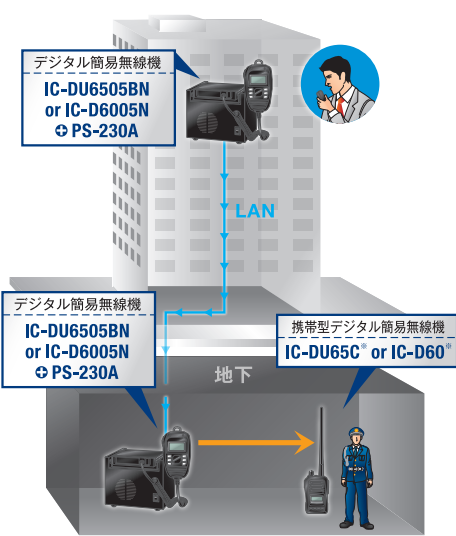 デジタル簡易無線機
IC-DU6505BN
or IC-D6005N
✚ PS-230A
LAN
デジタル簡易無線機
IC-DU6505BN
or IC-D6005N
✚ PS-230A
携帯型デジタル簡易無線機
IC-DU65C※ or IC-D60※
地下